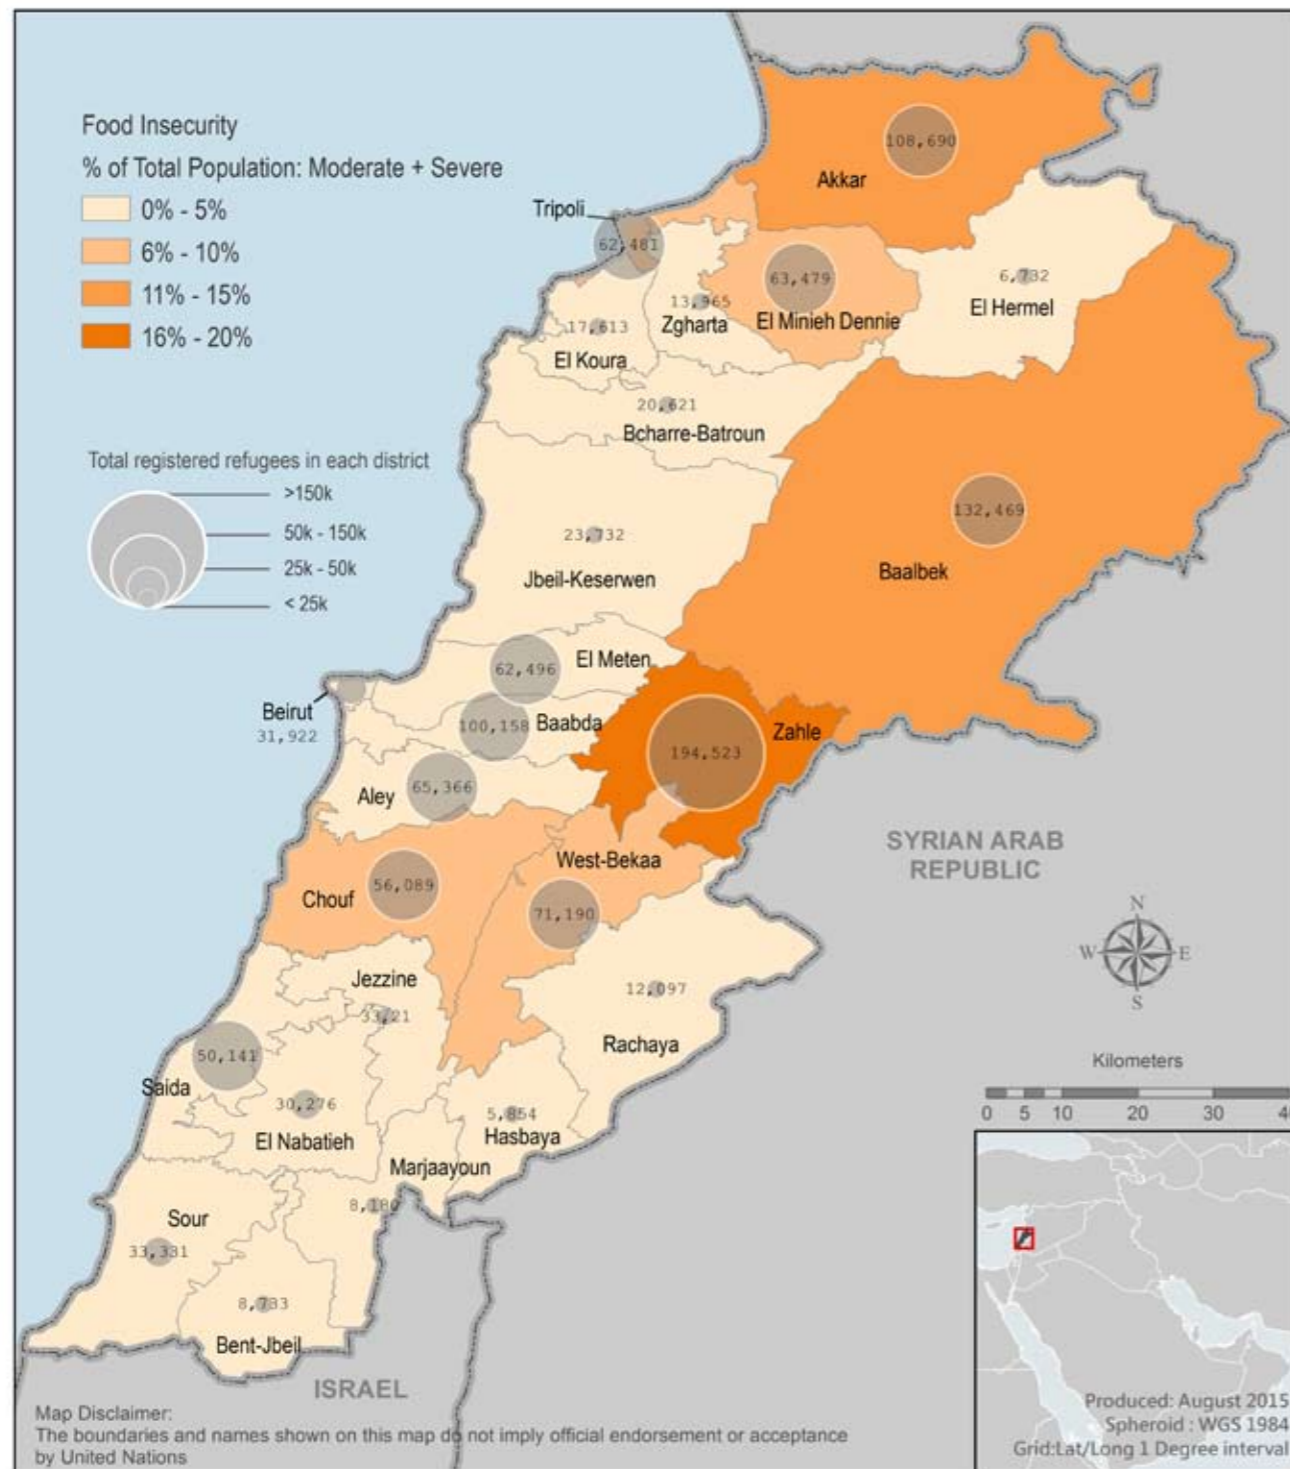 Food Insecurity
% of Total Population: Moderate + Severe
0% - 5%
6% - 10%
11% - 15%
16% - 20%
Total registered refugees in each district
>150k
50k - 150k
25k - 50k
< 25k
108,690
Akkar
Tripoli
62,481
6,732
El Hermel
63,479
El Minieh Dennie
13,965
Zgharta
17,613
El Koura
20,621
Bcharre-Batroun
132,469
Baalbek
23,732
Jbeil-Keserwen
62,496
El Meten
Beirut
31,922
100,158
Baabda
194,523
Zahle
65,366
Aley
SYRIAN ARAB
REPUBLIC
West-Bekaa
71,190
56,089
Chouf
N
W
E
S
Jezzine
33,21
12,097
Rachaya
50,141
Saida
30,276
El Nabatieh
5,854
Hasbaya
Marjaayoun
8,180
Sour
33,331
8,733
Bent-Jbeil
ISRAEL
Kilometers
0 5 10 20 30 40
Map Disclaimer:
The boundaries and names shown on this map do not imply official endorsement or acceptance
by United Nations
Produced: August 2015
Spheroid : WGS 1984
Grid:Lat/Long 1 Degree interval